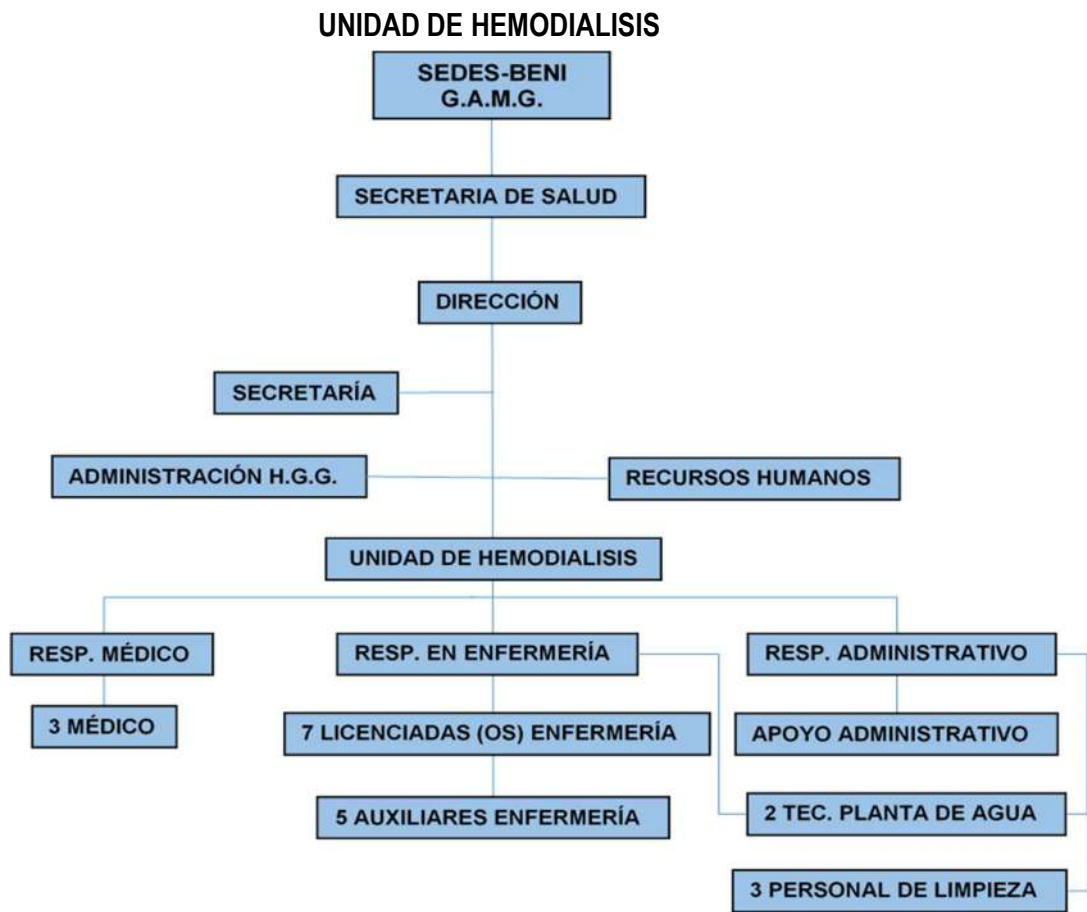 UNIDAD DE HEMODIALISIS
SEDES-BENI
G.A.M.G.
SECRETARIA DE SALUD
DIRECCIÓN
SECRETARÍA
ADMINISTRACIÓN H.G.G.
RECURSOS HUMANOS
UNIDAD DE HEMODIALISIS
RESP. MÉDICO
RESP. EN ENFERMERÍA
RESP. ADMINISTRATIVO
3 MÉDICO
7 LICENCIADAS (OS) ENFERMERÍA
APOYO ADMINISTRATIVO
5 AUXILIARES ENFERMERÍA
2 TEC. PLANTA DE AGUA
3 PERSONAL DE LIMPIEZA